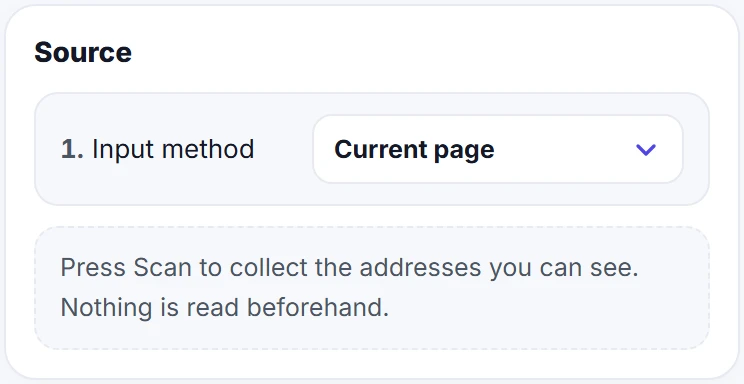 Source
1. Input method
Current page
Press Scan to collect the addresses you can see.
Nothing is read beforehand.